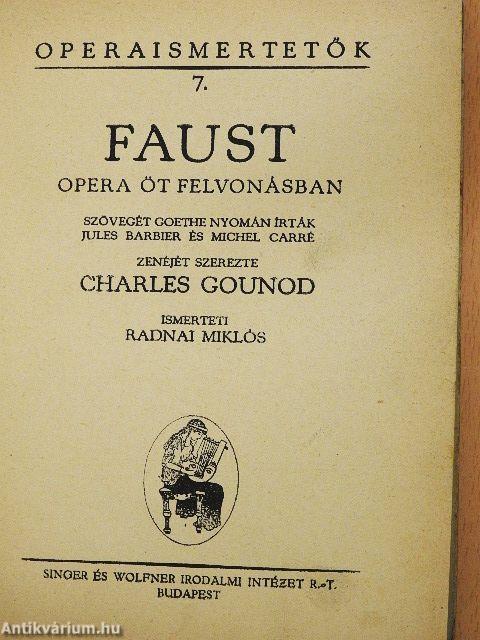 OPERAISMERTETŐK
7.
FAUST
OPERA ÖT FELVONÁSBAN
SZÖVEGÉT GOETHE NYOMÁN ÍRTÁK
JULES BARBIER ÉS MICHEL CARRÉ
ZENÉJÉT SZEREZTE
CHARLES GOUNOD
ISMERTETI
RADNAI MIKLÓS
SINGER ÉS WOLFNER IRODALMI INTÉZET R.-T.
BUDAPEST
Antikvárium.hu